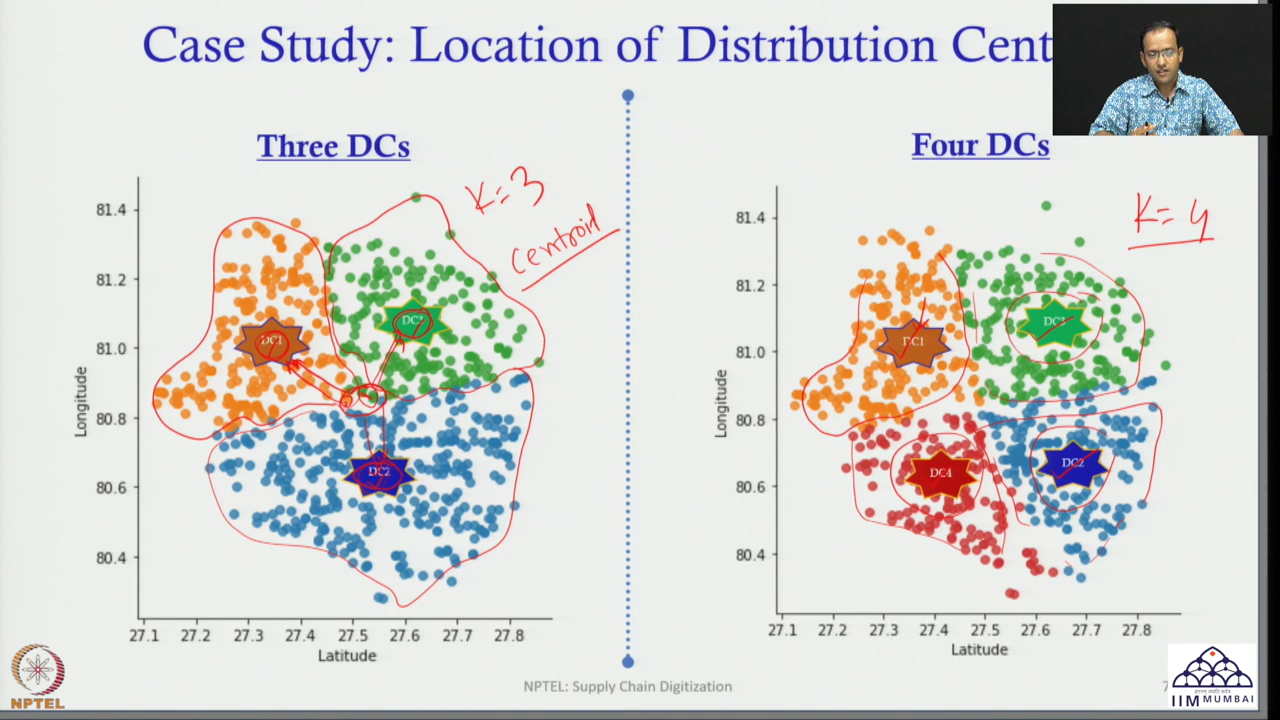 Case Study: Location of Distribution Cent
Three DCs
K=3
centroid
81.4
81.2
81.0
80.8
80.6
80.4
Longitude
DC1
DC3
DC2
27.1 27.2 27.3 27.4 27.5 27.6 27.7 27.8
Latitude
Four DCs
K=4
81.4
81.2
81.0
80.8
80.6
80.4
Longitude
DC1
DC3
DC4
DC2
27.1 27.2 27.3 27.4 27.5 27.6 27.7 27.8
Latitude
NPTEL
NPTEL: Supply Chain Digitization
7
IIM MUMBAI